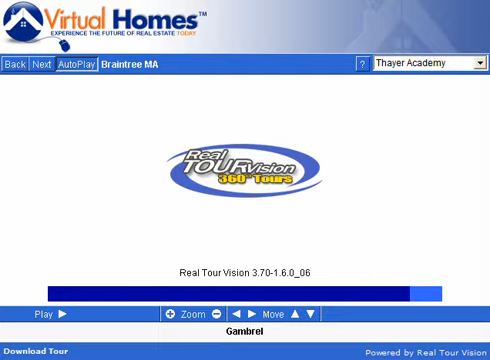 Virtual Homes™
EXPERIENCE THE FUTURE OF REAL ESTATE TODAY
Back Next AutoPlay Braintree MA ? Thayer Academy
Real
TOURVision
360° Tours
Real Tour Vision 3.70-1.6.0_06
Play Zoom Move
Gambrel
Download Tour Powered by Real Tour Vision